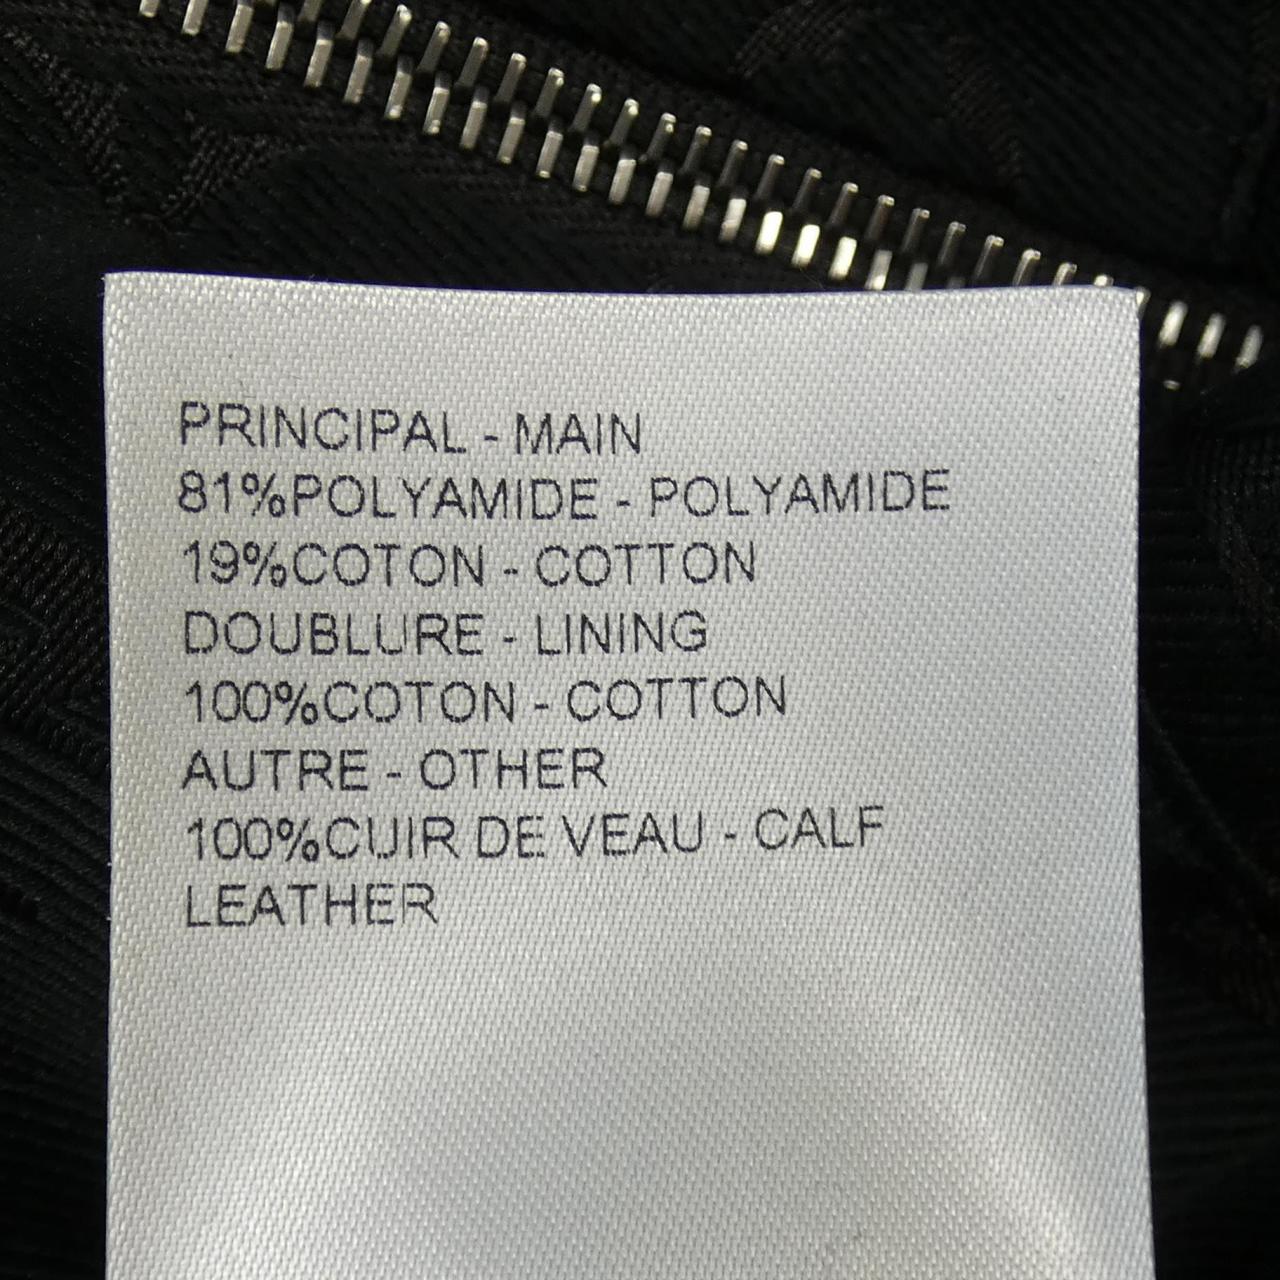 PRINCIPAL - MAIN
81%POLYAMIDE - POLYAMIDE
19%COTON - COTTON
DOUBLURE - LINING
100%COTON - COTTON
AUTRE - OTHER
100%CUIR DE VEAU - CALF
LEATHER